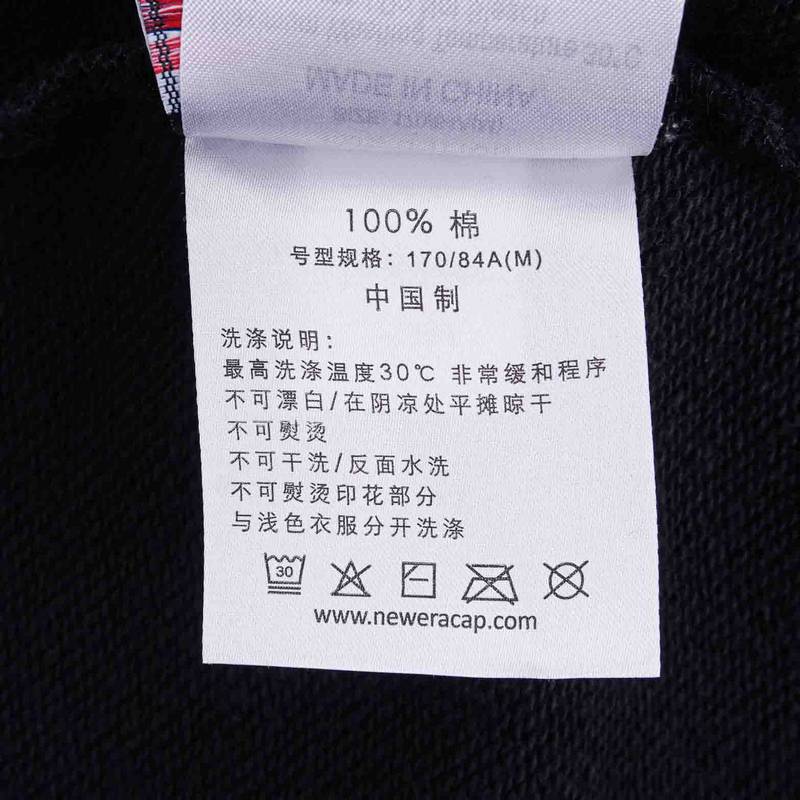 MADE IN CHINA
100% 棉
号型规格: 170/84A(M)
中国制
洗涤说明:
最高洗涤温度30℃ 非常缓和程序
不可漂白/在阴凉处平摊晾干
不可熨烫
不可干洗/反面水洗
不可熨烫印花部分
与浅色衣服分开洗涤
30
www.neweracap.com